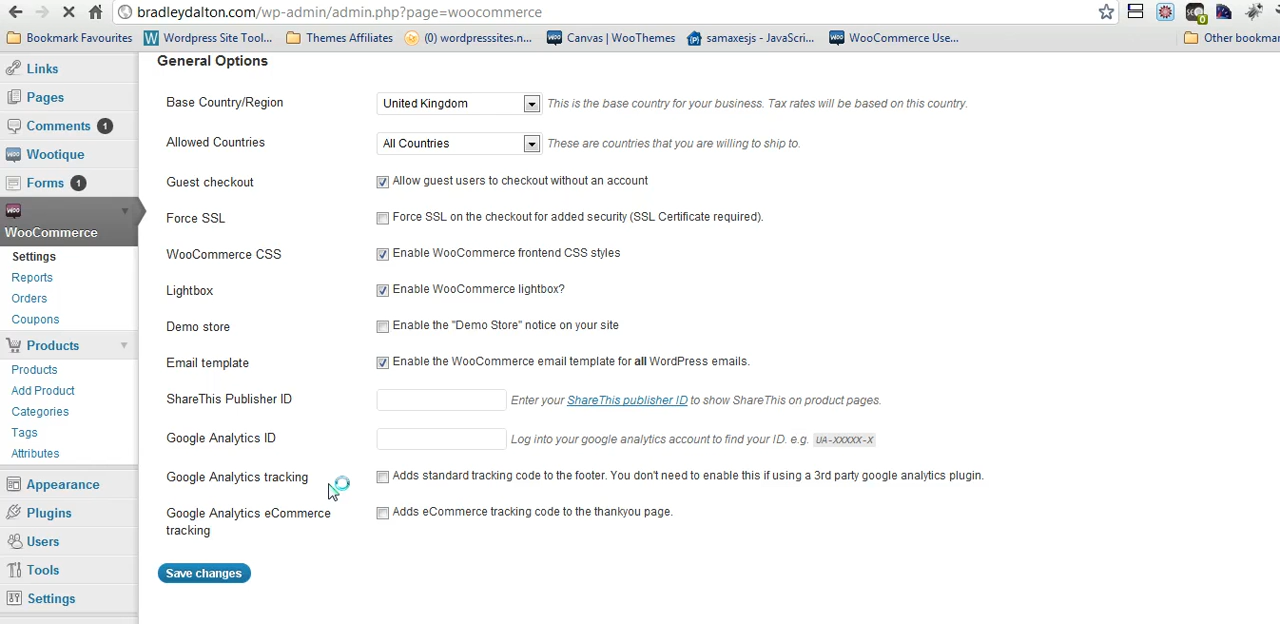 bradleydalton.com/wp-admin/admin.php?page=woocommerce
Bookmark Favourites Wordpress Site Tool... Themes Affiliates (0) wordpresssites.n... Canvas | WooThemes samaxesjs - JavaScri... WooCommerce Use... Other bookmar
Links
Pages
Comments 1
Wootique
Forms 1
WooCommerce
Settings
Reports
Orders
Coupons
Products
Products
Add Product
Categories
Tags
Attributes
Appearance
Plugins
Users
Tools
Settings
General Options
Base Country/Region United Kingdom This is the base country for your business. Tax rates will be based on this country.
Allowed Countries All Countries These are countries that you are willing to ship to.
Guest checkout Allow guest users to checkout without an account
Force SSL Force SSL on the checkout for added security (SSL Certificate required).
WooCommerce CSS Enable WooCommerce frontend CSS styles
Lightbox Enable WooCommerce lightbox?
Demo store Enable the "Demo Store" notice on your site
Email template Enable the WooCommerce email template for all WordPress emails.
ShareThis Publisher ID Enter your ShareThis publisher ID to show ShareThis on product pages.
Google Analytics ID Log into your google analytics account to find your ID. e.g. UA-XXXXX-X
Google Analytics tracking Adds standard tracking code to the footer. You don't need to enable this if using a 3rd party google analytics plugin.
Google Analytics eCommerce Adds eCommerce tracking code to the thankyou page.
tracking
Save changes